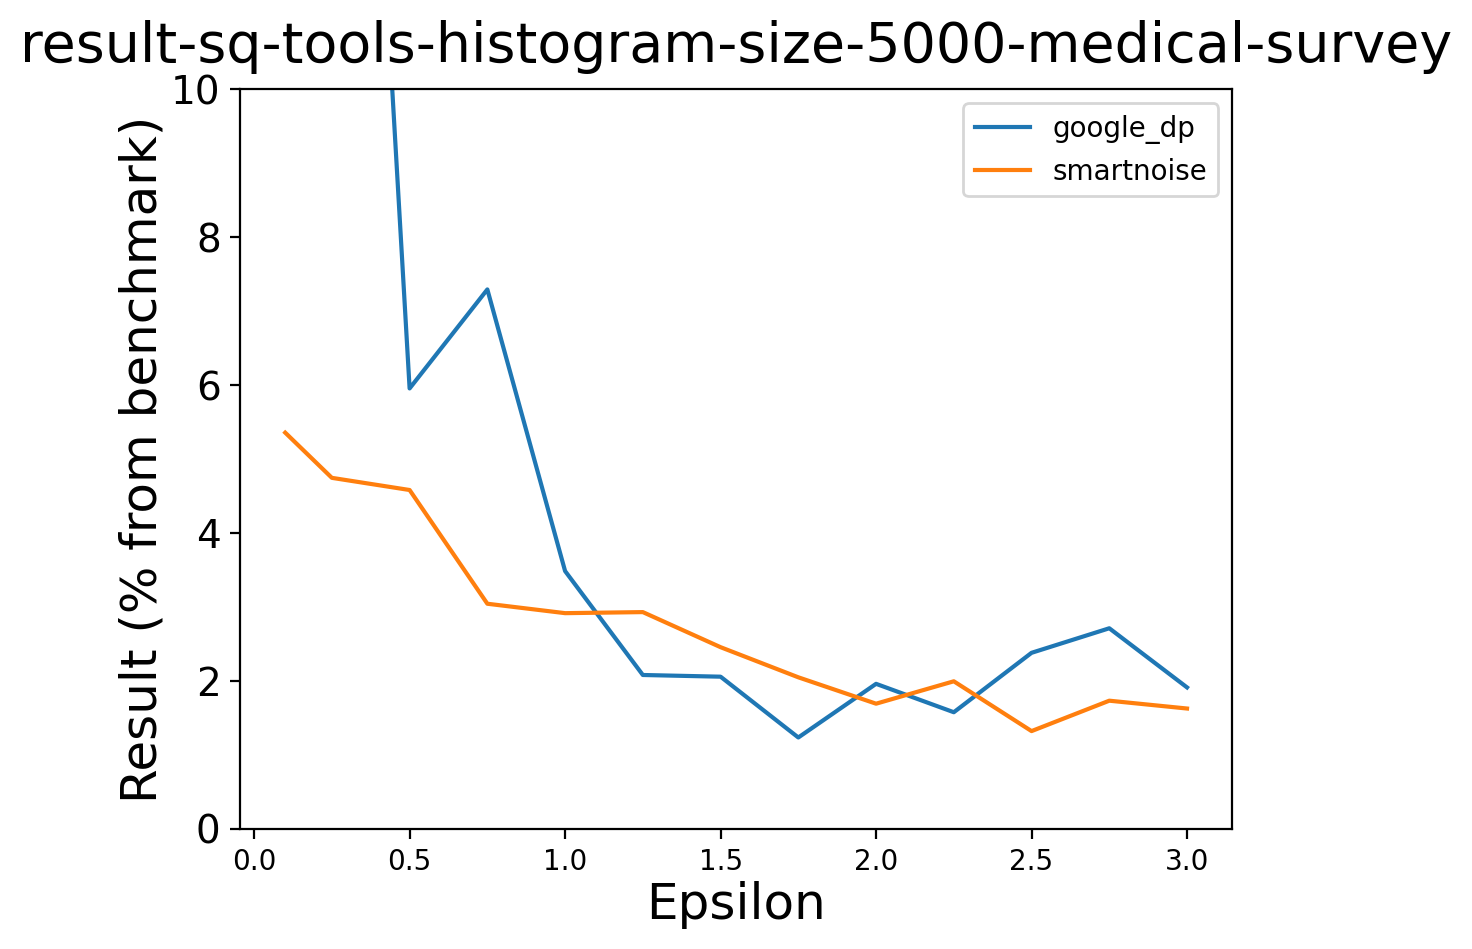 result-sq-tools-histogram-size-5000-medical-survey
10
8
6
4
2
0
Result (% from benchmark)
google_dp
smartnoise
0.0 0.5 1.0 1.5 2.0 2.5 3.0
Epsilon